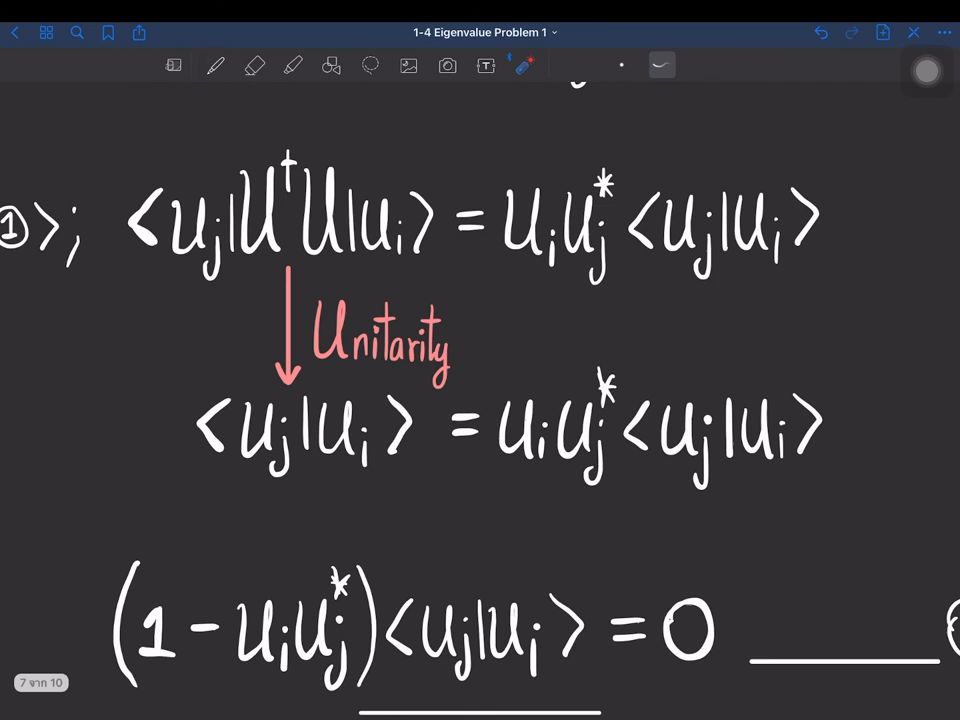 1-4 Eigenvalue Problem 1
①>; <uⱼ|U†U|uᵢ> = uᵢuⱼ* <uⱼ|uᵢ>
Unitarity
<uⱼ|uᵢ> = uᵢuⱼ* <uⱼ|uᵢ>
(1 - uᵢuⱼ*)<uⱼ|uᵢ> = 0
7 จาก 10